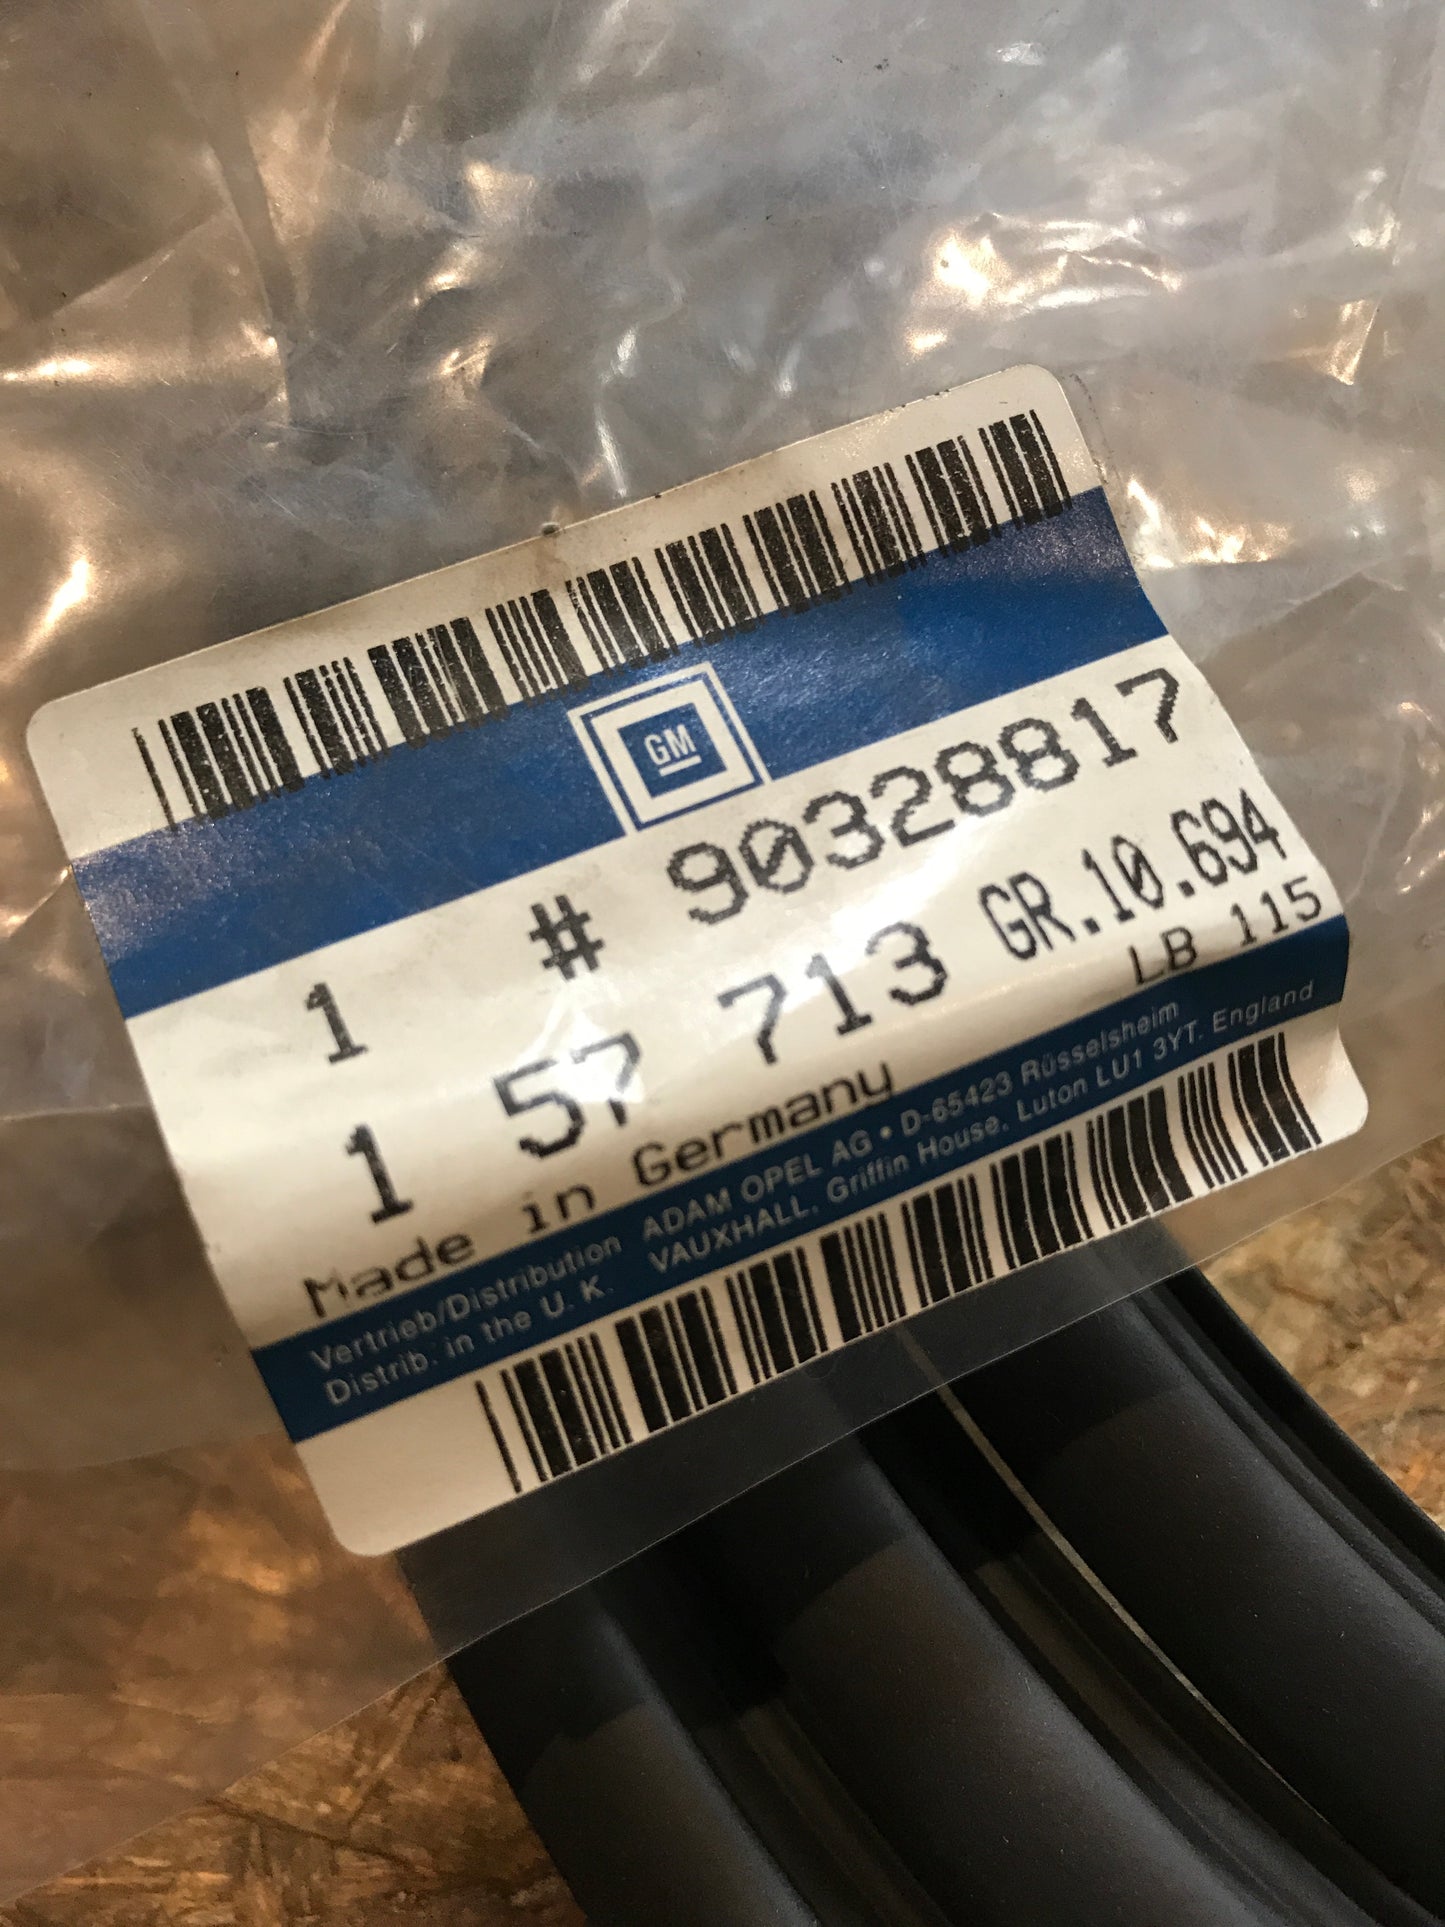 GM
1 # 90328817
1 57 713 GR.10.694
LB 115
Made in Germany
Vertrieb/Distribution ADAM OPEL AG • D-65423 Rüsselsheim
Distrib. in the U. K. VAUXHALL, Griffin House, Luton LU1 3YT. England